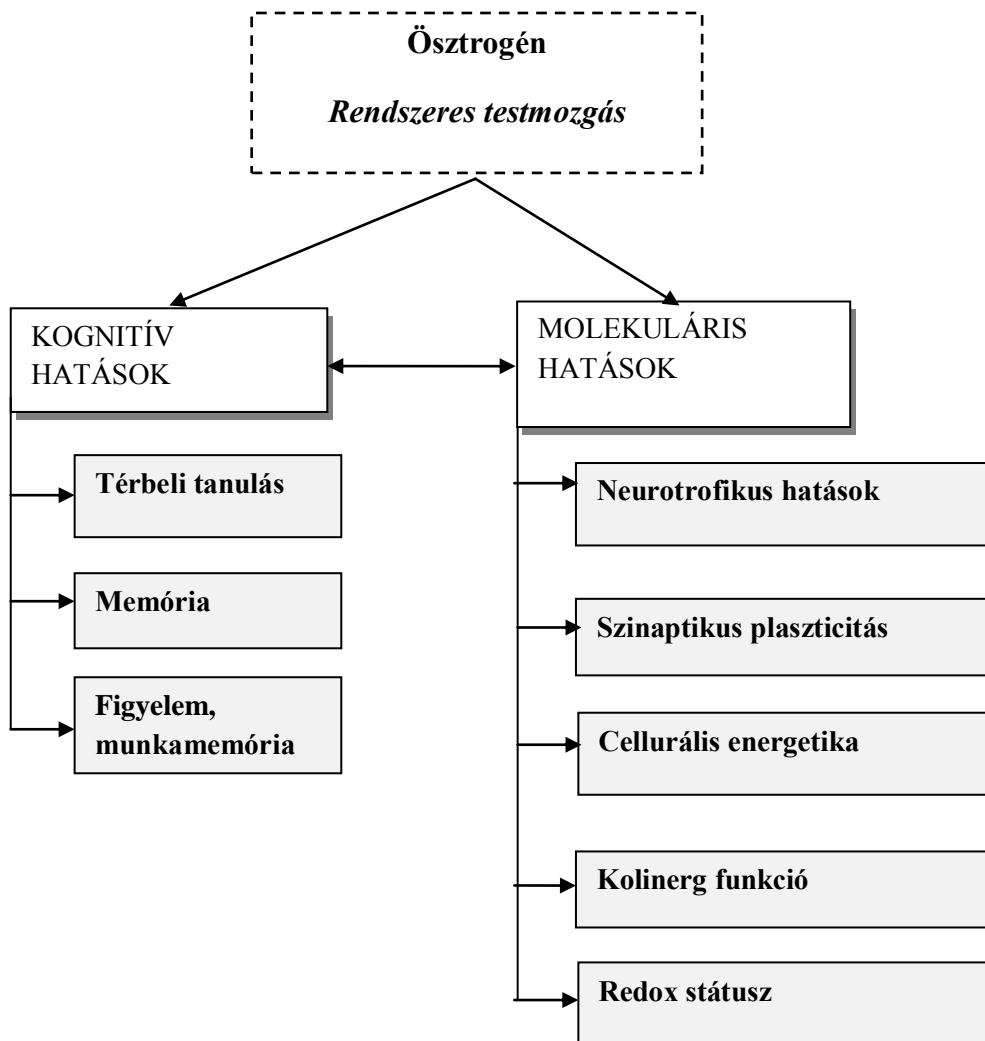 Ösztrogén
Rendszeres testmozgás
KOGNITÍV
HATÁSOK
Térbeli tanulás
Memória
Figyelem,
munkamemória
MOLEKULÁRIS
HATÁSOK
Neurotrofikus hatások
Szinaptikus plaszticitás
Cellurális energetika
Kolinerg funkció
Redox státusz